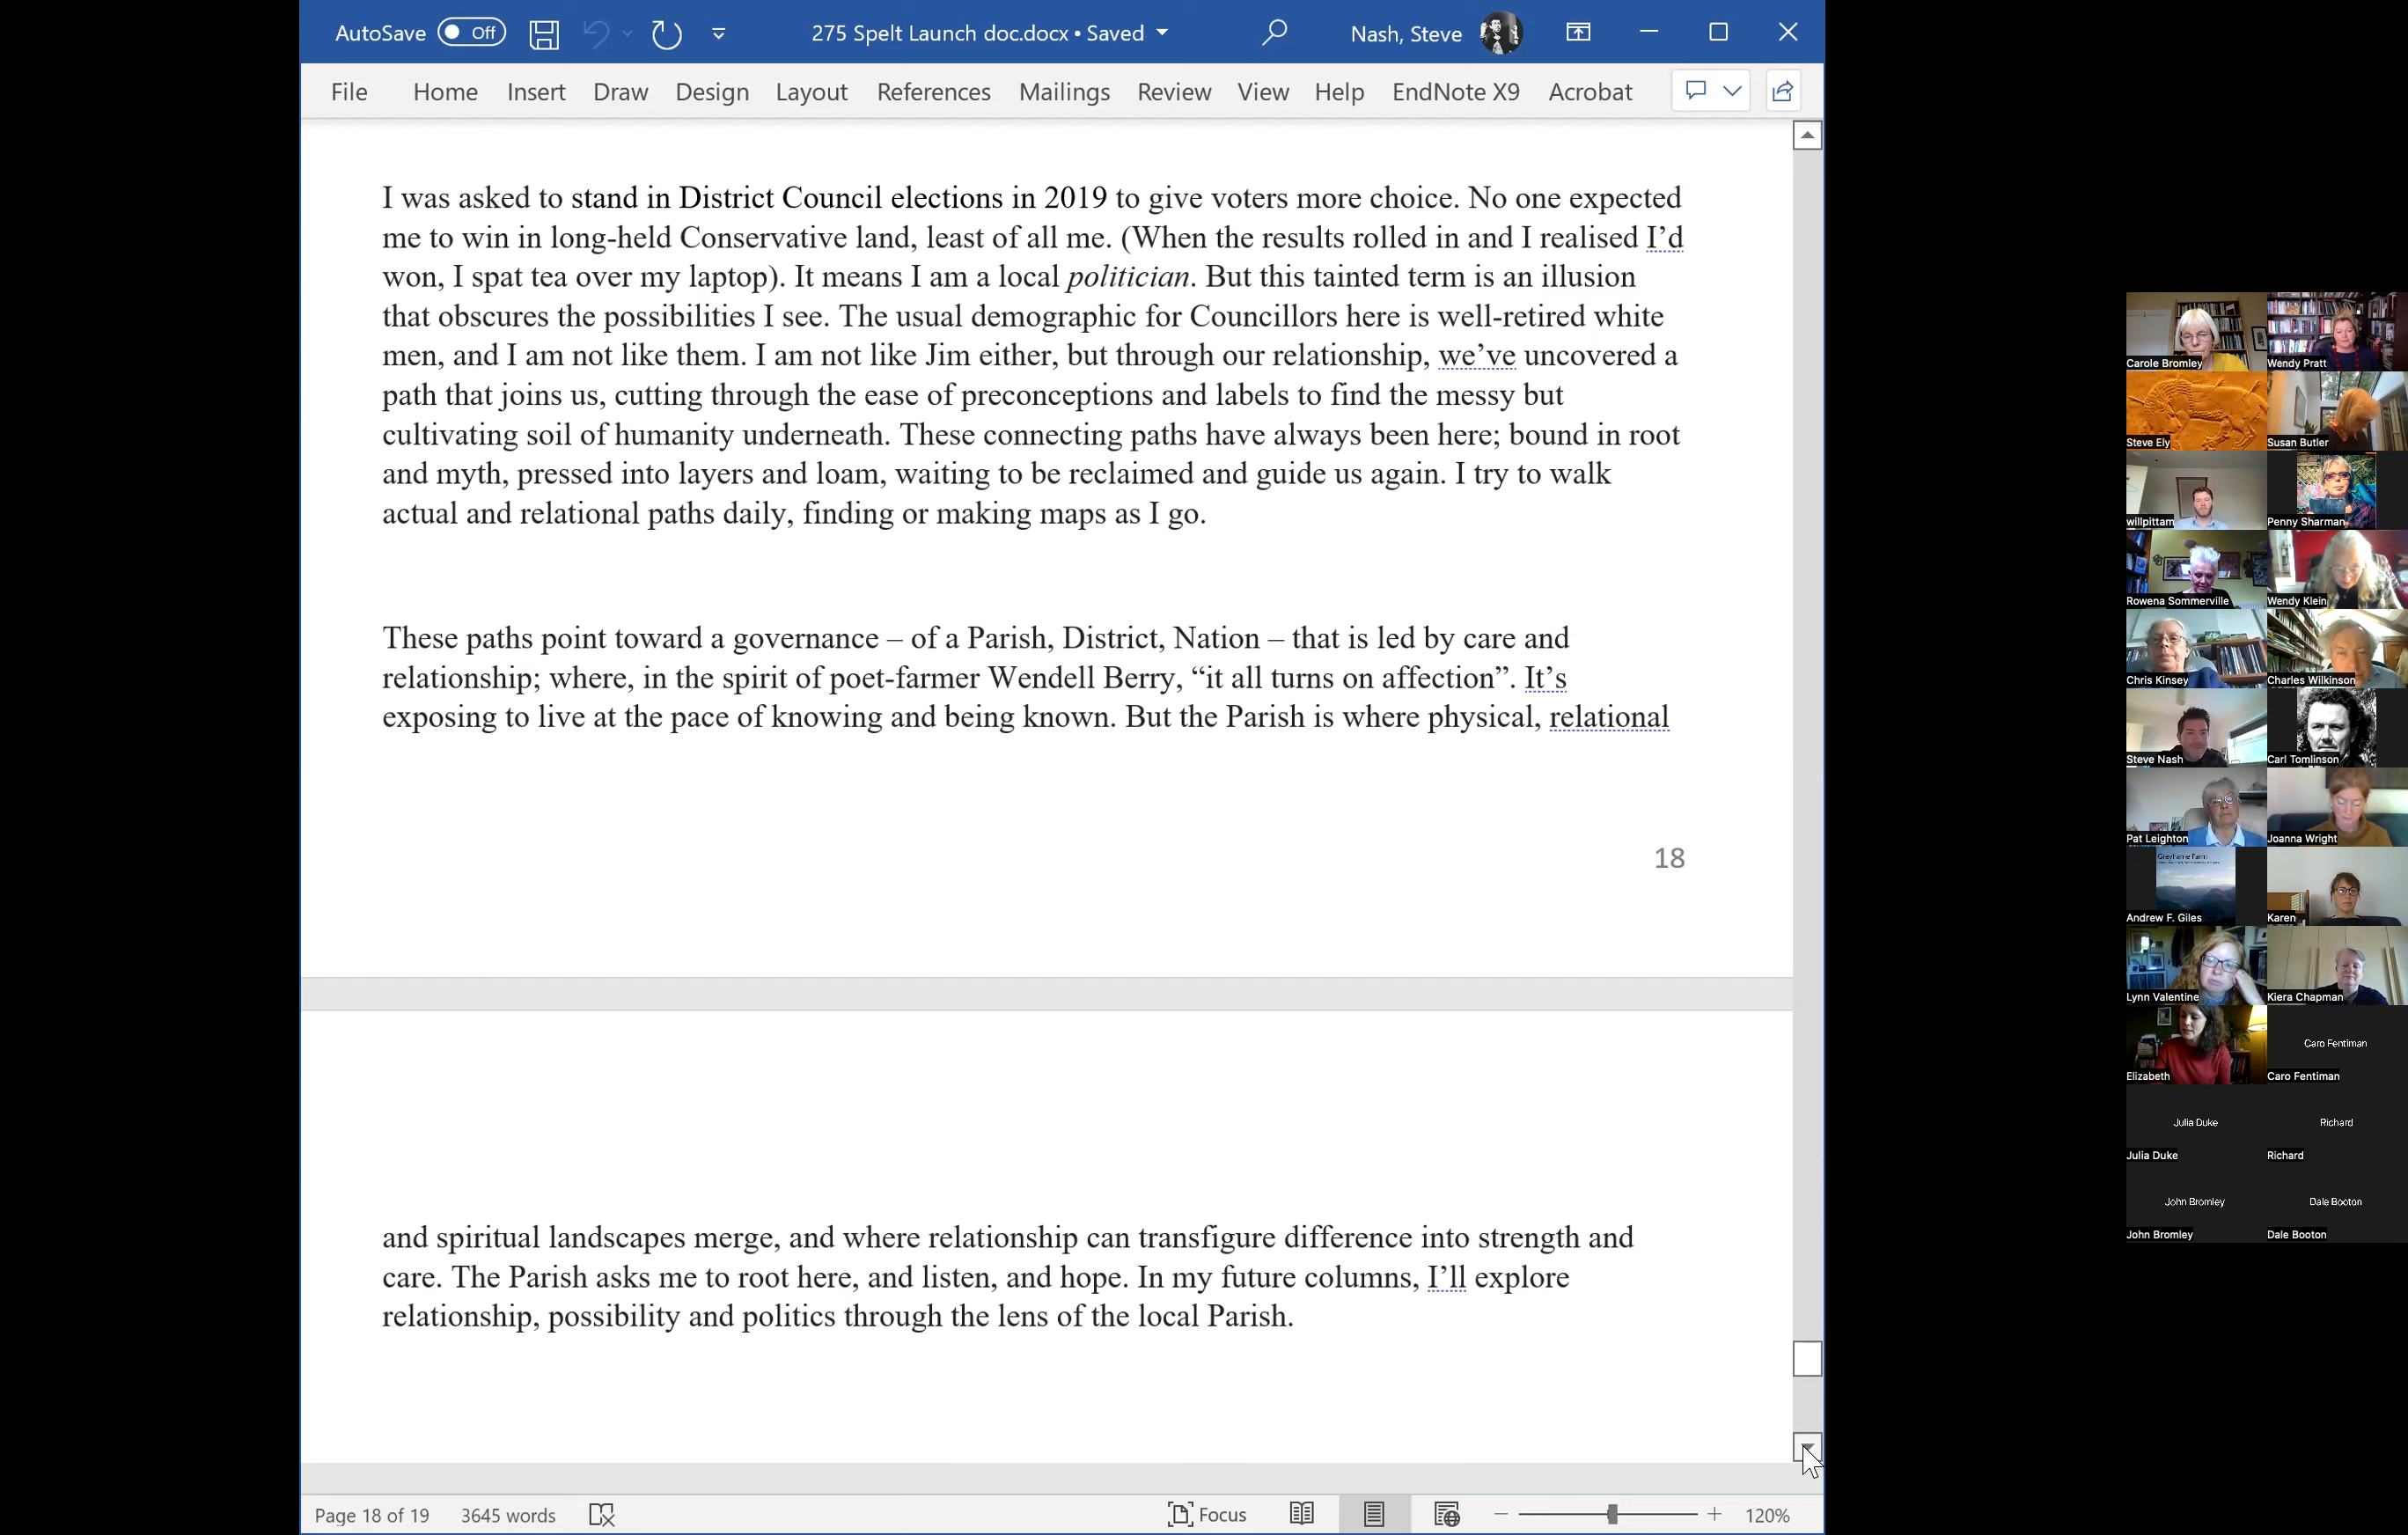 AutoSave Off 275 Spelt Launch doc.docx • Saved Nash, Steve
File Home Insert Draw Design Layout References Mailings Review View Help EndNote X9 Acrobat
I was asked to stand in District Council elections in 2019 to give voters more choice. No one expected
me to win in long-held Conservative land, least of all me. (When the results rolled in and I realised I’d
won, I spat tea over my laptop). It means I am a local politician. But this tainted term is an illusion
that obscures the possibilities I see. The usual demographic for Councillors here is well-retired white
men, and I am not like them. I am not like Jim either, but through our relationship, we’ve uncovered a
path that joins us, cutting through the ease of preconceptions and labels to find the messy but
cultivating soil of humanity underneath. These connecting paths have always been here; bound in root
and myth, pressed into layers and loam, waiting to be reclaimed and guide us again. I try to walk
actual and relational paths daily, finding or making maps as I go.
These paths point toward a governance – of a Parish, District, Nation – that is led by care and
relationship; where, in the spirit of poet-farmer Wendell Berry, “it all turns on affection”. It’s
exposing to live at the pace of knowing and being known. But the Parish is where physical, relational
18
and spiritual landscapes merge, and where relationship can transfigure difference into strength and
care. The Parish asks me to root here, and listen, and hope. In my future columns, I’ll explore
relationship, possibility and politics through the lens of the local Parish.
Page 18 of 19 3645 words Focus 120%
Carole Bromley Wendy Pratt
Steve Ely Susan Butler
willpittam Penny Sharman
Rowena Sommerville Wendy Klein
Chris Kinsey Charles Wilkinson
Steve Nash Carl Tomlinson
Pat Leighton Joanna Wright
Greyhame Farm
Andrew F. Giles Karen
Lynn Valentine Kiera Chapman
Caro Fentiman
Elizabeth Caro Fentiman
Julia Duke Richard
Julia Duke Richard
John Bromley Dale Booton
John Bromley Dale Booton